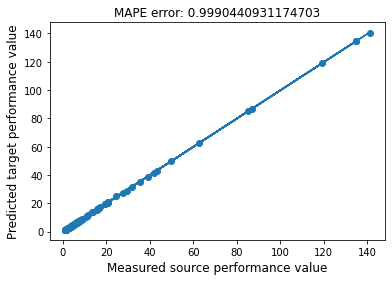 MAPE error: 0.9990440931174703
Predicted target performance value
140
120
100
80
60
40
20
0
0 20 40 60 80 100 120 140
Measured source performance value